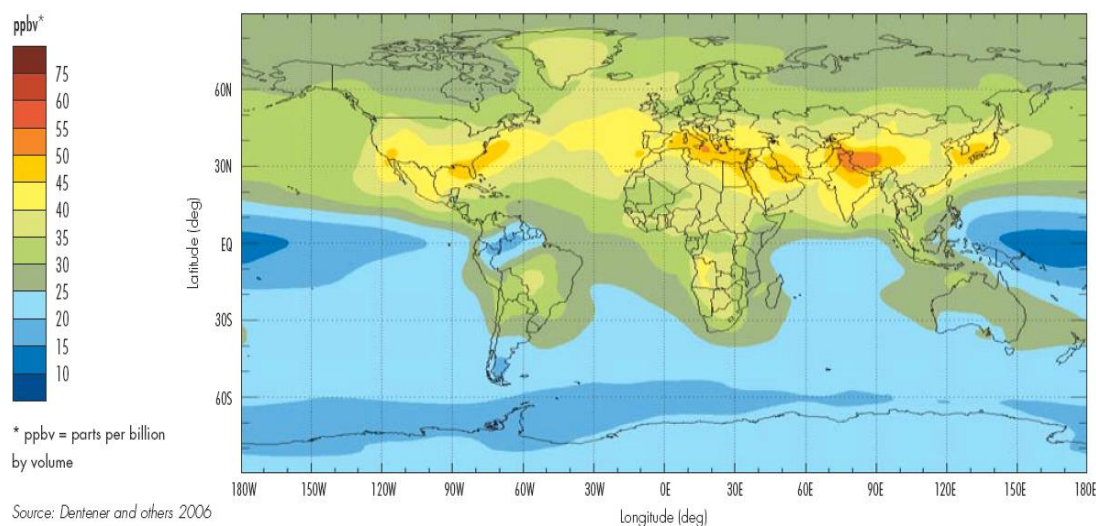 ppbv*
75
60
55
50
45
40
35
30
25
20
15
10
* ppbv = parts per billion
by volume
Source: Dentener and others 2006
Latitude (deg)
60N
30N
EQ
30S
60S
180W 150W 120W 90W 60W 30W 0E 30E 60E 90E 120E 150E 180E
Longitude (deg)